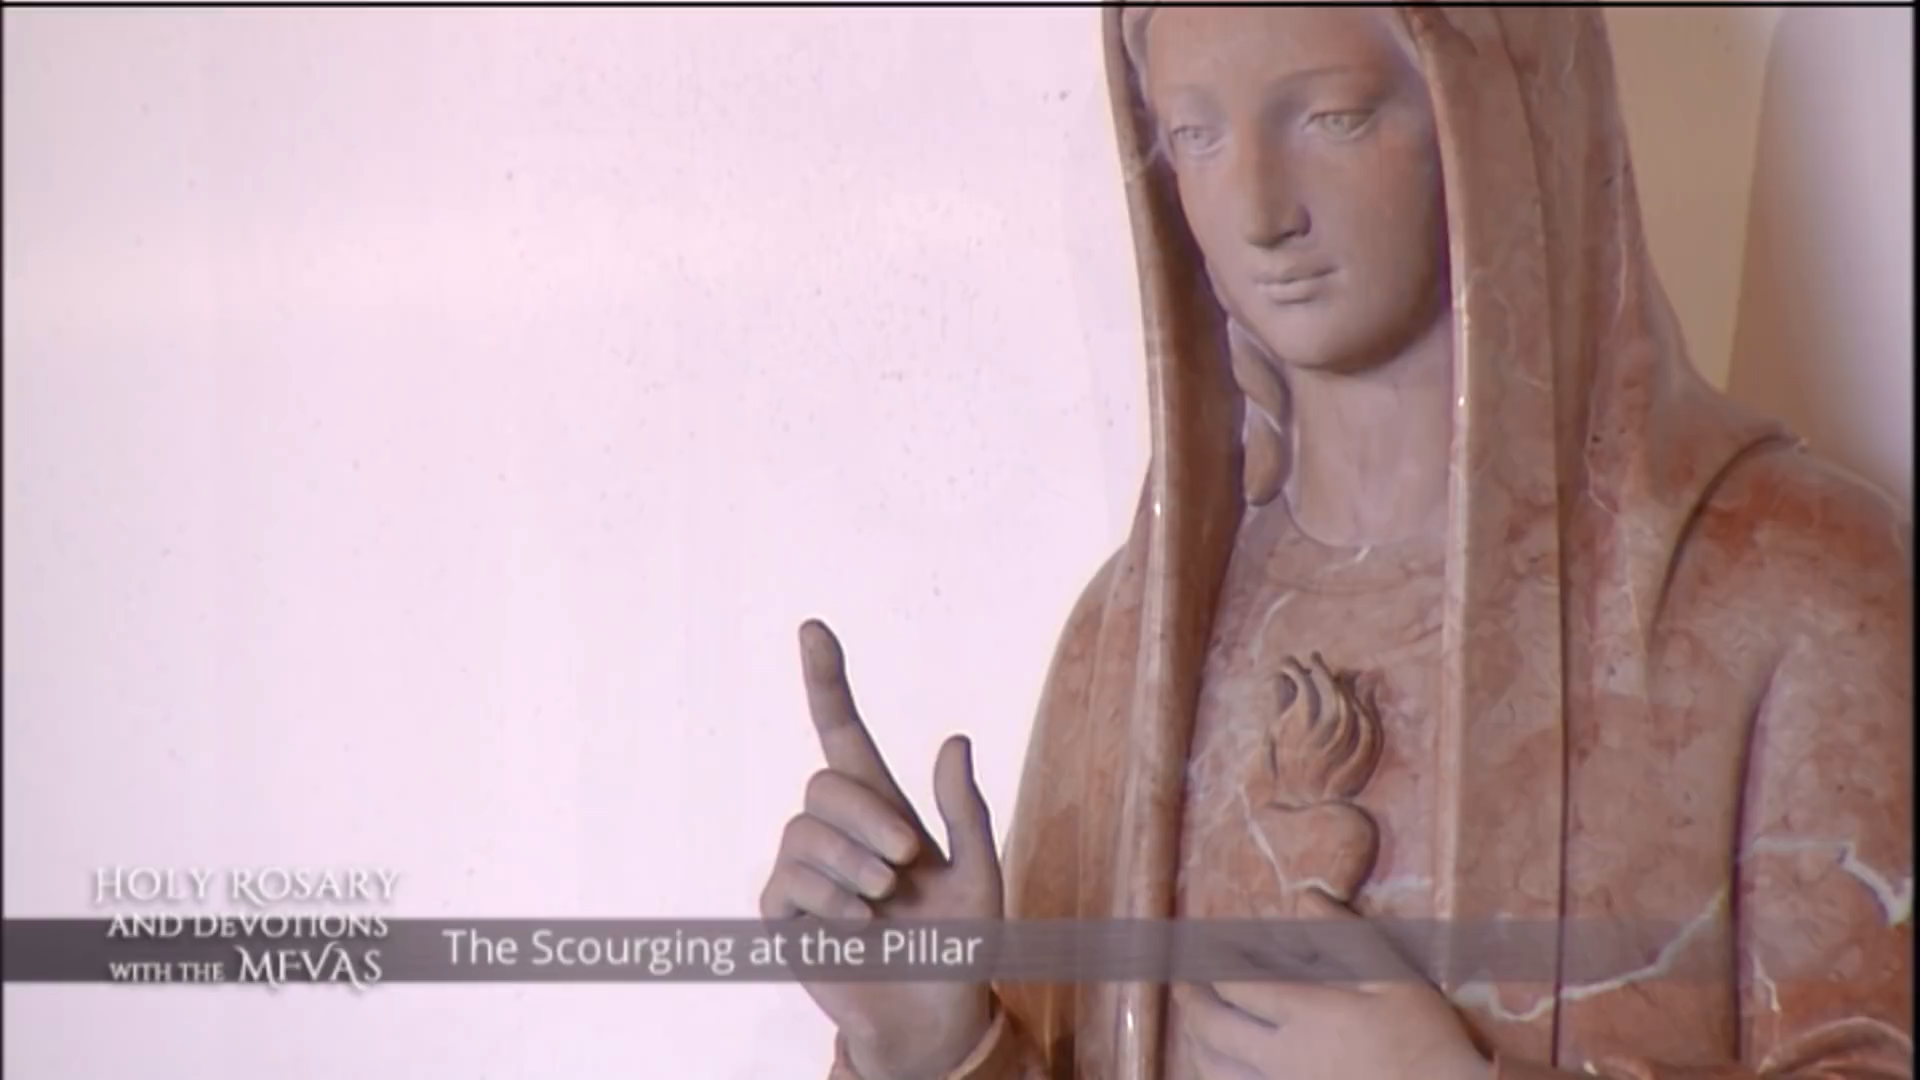 HOLY ROSARY
AND DEVOTIONS
WITH THE MFVAS
The Scourging at the Pillar